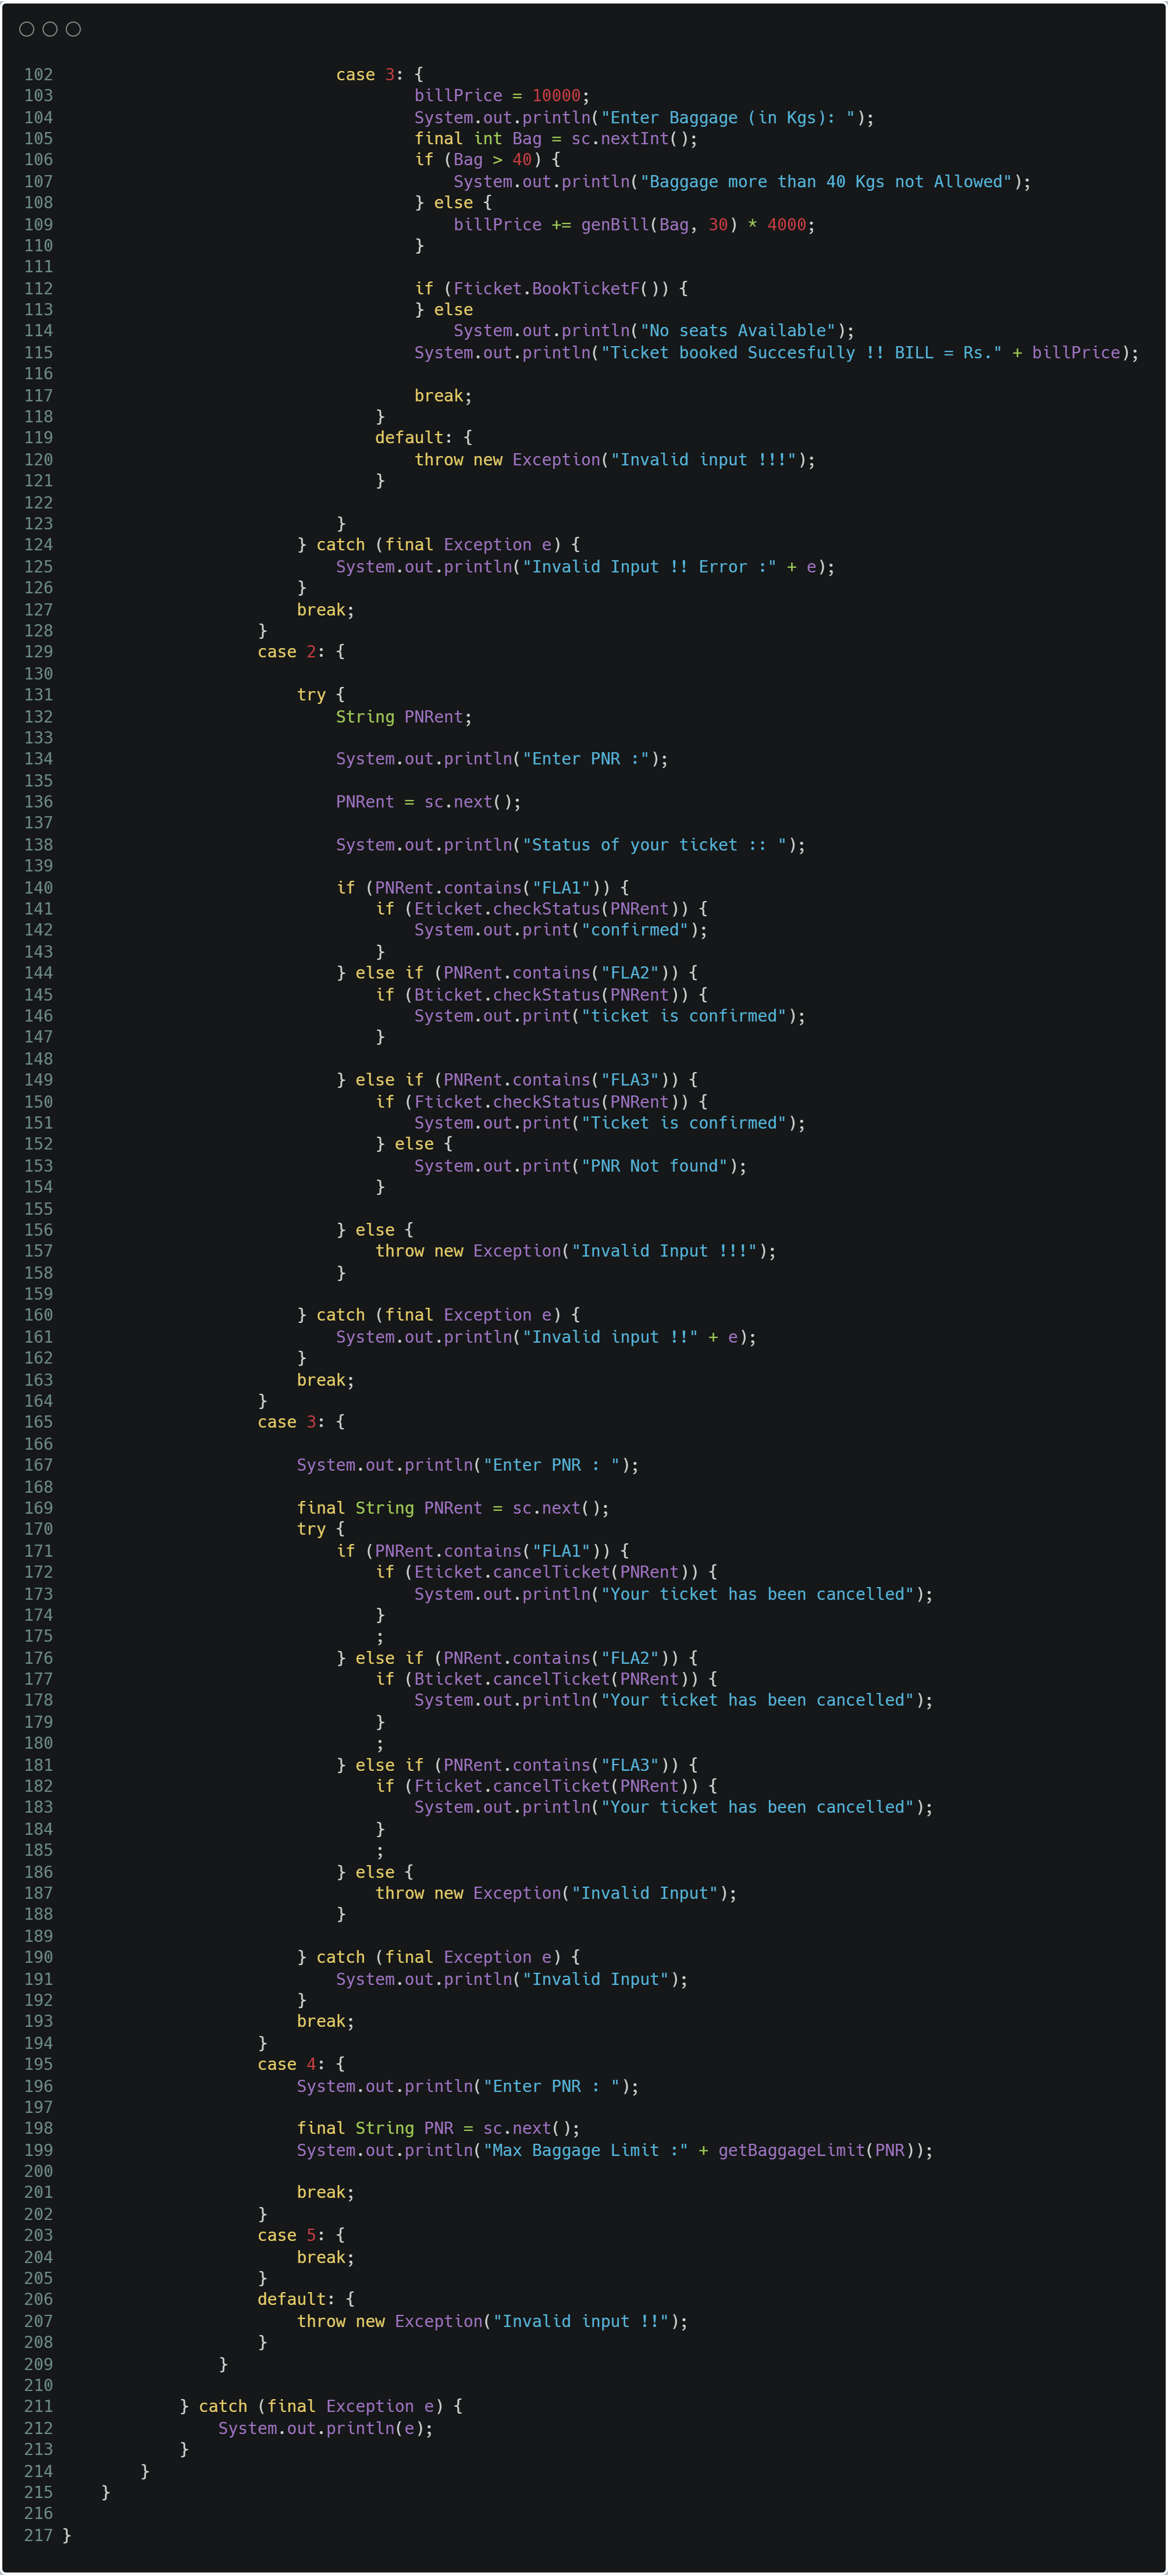 102                             case 3: {
103                                     billPrice = 10000;
104                                     System.out.println("Enter Baggage (in Kgs): ");
105                                     final int Bag = sc.nextInt();
106                                     if (Bag > 40) {
107                                         System.out.println("Baggage more than 40 Kgs not Allowed");
108                                     } else {
109                                         billPrice += genBill(Bag, 30) * 4000;
110                                     }
111
112                                     if (Fticket.BookTicketF()) {
113                                     } else
114                                         System.out.println("No seats Available");
115                                     System.out.println("Ticket booked Succesfully !! BILL = Rs." + billPrice);
116
117                                     break;
118                                 }
119                                 default: {
120                                     throw new Exception("Invalid input !!!");
121                                 }
122
123                             }
124                         } catch (final Exception e) {
125                             System.out.println("Invalid Input !! Error :" + e);
126                         }
127                         break;
128                     }
129                     case 2: {
130
131                         try {
132                             String PNRent;
133
134                             System.out.println("Enter PNR :");
135
136                             PNRent = sc.next();
137
138                             System.out.println("Status of your ticket :: ");
139
140                             if (PNRent.contains("FLA1")) {
141                                 if (Eticket.checkStatus(PNRent)) {
142                                     System.out.print("confirmed");
143                                 }
144                             } else if (PNRent.contains("FLA2")) {
145                                 if (Bticket.checkStatus(PNRent)) {
146                                     System.out.print("ticket is confirmed");
147                                 }
148
149                             } else if (PNRent.contains("FLA3")) {
150                                 if (Fticket.checkStatus(PNRent)) {
151                                     System.out.print("Ticket is confirmed");
152                                 } else {
153                                     System.out.print("PNR Not found");
154                                 }
155
156                             } else {
157                                 throw new Exception("Invalid Input !!!");
158                             }
159
160                         } catch (final Exception e) {
161                             System.out.println("Invalid input !!" + e);
162                         }
163                         break;
164                     }
165                     case 3: {
166
167                         System.out.println("Enter PNR : ");
168
169                         final String PNRent = sc.next();
170                         try {
171                             if (PNRent.contains("FLA1")) {
172                                 if (Eticket.cancelTicket(PNRent)) {
173                                     System.out.println("Your ticket has been cancelled");
174                                 }
175                                 ;
176                             } else if (PNRent.contains("FLA2")) {
177                                 if (Bticket.cancelTicket(PNRent)) {
178                                     System.out.println("Your ticket has been cancelled");
179                                 }
180                                 ;
181                             } else if (PNRent.contains("FLA3")) {
182                                 if (Fticket.cancelTicket(PNRent)) {
183                                     System.out.println("Your ticket has been cancelled");
184                                 }
185                                 ;
186                             } else {
187                                 throw new Exception("Invalid Input");
188                             }
189
190                         } catch (final Exception e) {
191                             System.out.println("Invalid Input");
192                         }
193                         break;
194                     }
195                     case 4: {
196                         System.out.println("Enter PNR : ");
197
198                         final String PNR = sc.next();
199                         System.out.println("Max Baggage Limit :" + getBaggageLimit(PNR));
200
201                         break;
202                     }
203                     case 5: {
204                         break;
205                     }
206                     default: {
207                         throw new Exception("Invalid input !!");
208                     }
209                 }
210
211             } catch (final Exception e) {
212                 System.out.println(e);
213             }
214         }
215     }
216
217 }